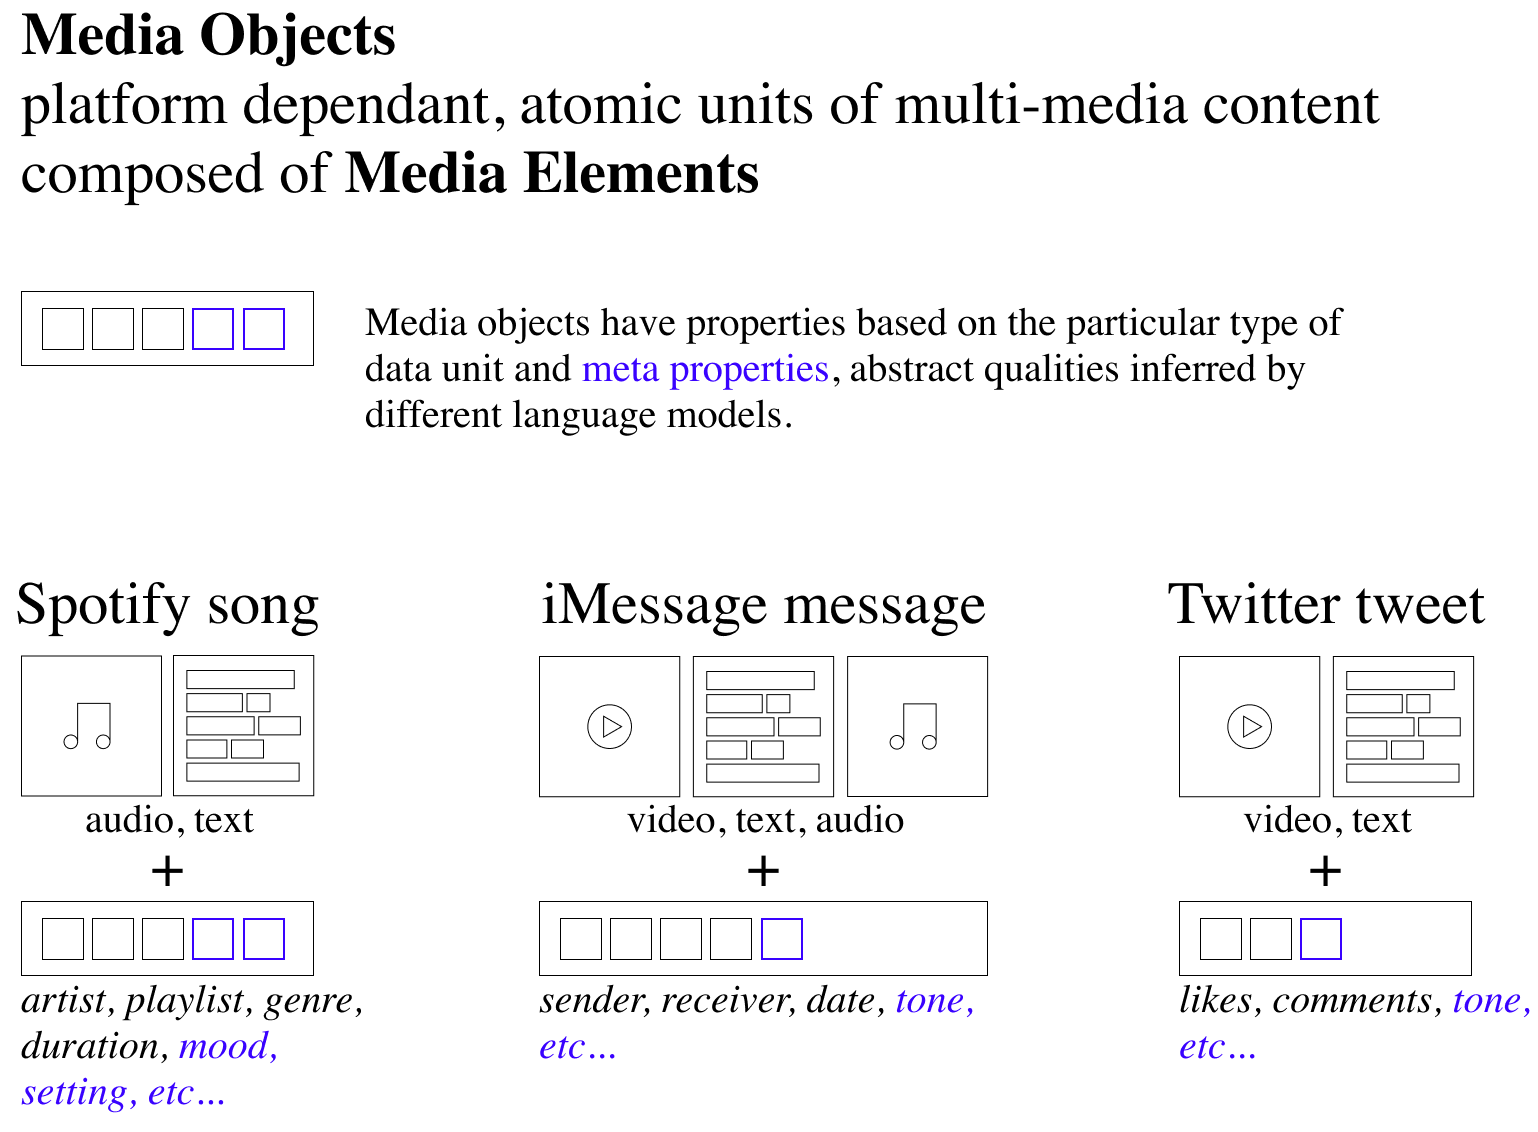 Media Objects
platform dependant, atomic units of multi-media content
composed of Media Elements
Media objects have properties based on the particular type of
data unit and meta properties, abstract qualities inferred by
different language models.
Spotify song
audio, text
+
artist, playlist, genre,
duration, mood,
setting, etc...
iMessage message
video, text, audio
+
sender, receiver, date, tone,
etc...
Twitter tweet
video, text
+
likes, comments, tone,
etc...